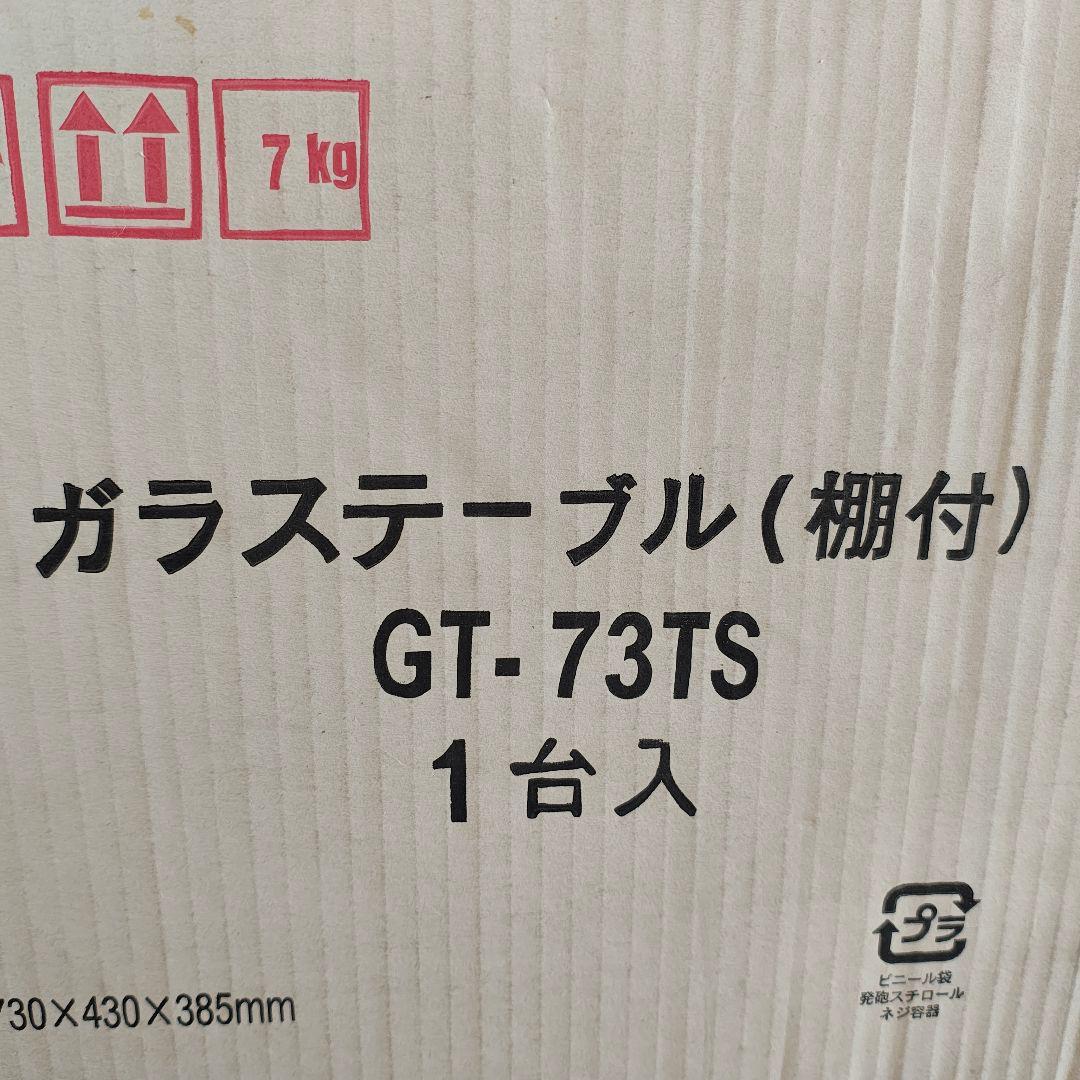 7 kg
ガラステーブル(棚付)
GT-73TS
1台入
プラ
ビニール袋
発砲スチロール
ネジ容器
730×430×385mm